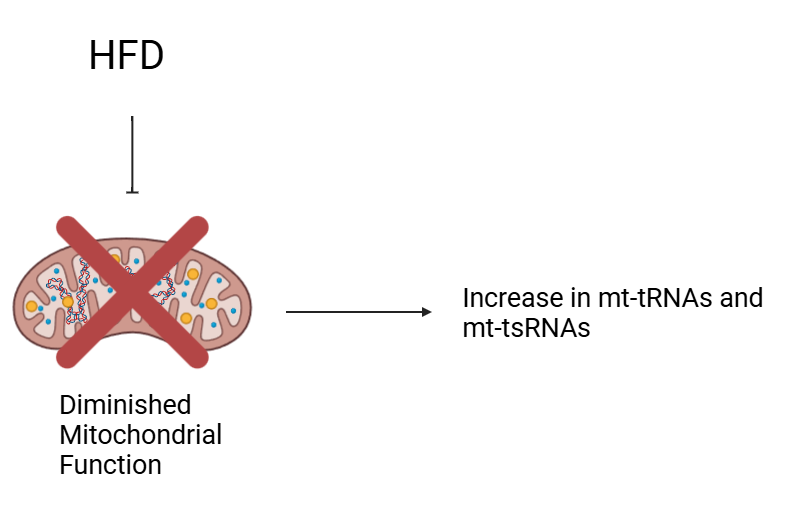 HFD
Increase in mt-tRNAs and
mt-tsRNAs
Diminished
Mitochondrial
Function